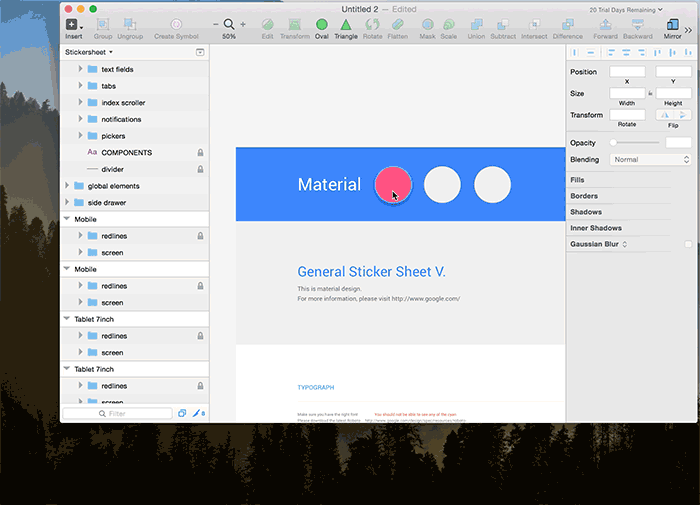 Untitled 2 — Edited
20 Trial Days Remaining
Insert
Group
Ungroup
Create Symbol
50%
Edit
Transform
Oval
Triangle
Rotate
Flatten
Mask
Scale
Union
Subtract
Intersect
Difference
Forward
Backward
Mirror
Stickersheet
text fields
tabs
index scroller
notifications
pickers
Aa COMPONENTS
divider
global elements
side drawer
Mobile
redlines
screen
Mobile
redlines
screen
Tablet 7inch
redlines
screen
Tablet 7inch
redlines
screen
Filter
6
Material
General Sticker Sheet V.
This is material design.
For more information, please visit http://www.google.com/
TYPOGRAPH
Make sure you have the right font
You should not be able to see any of the open
Please download the latest Roboto
http://www.google.com/design/spec/resources/roboto
Position
X
Y
Size
Width
Height
Transform
Rotate
Flip
Opacity
Blending
Normal
Fills
Borders
Shadows
Inner Shadows
Gaussian Blur